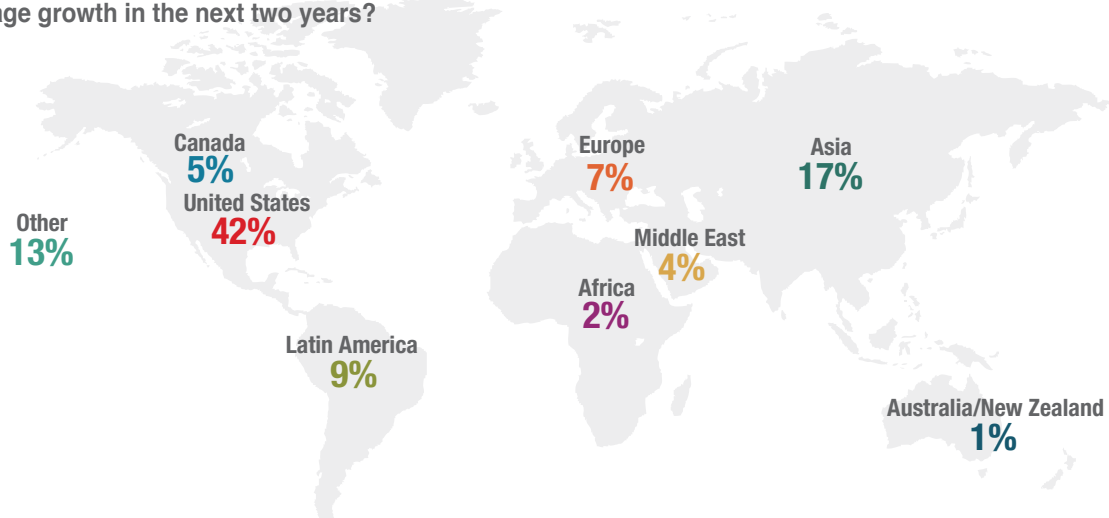 growth in the next two years?
Canada
5%
United States
42%
Other
13%
Latin America
9%
Europe
7%
Middle East
4%
Africa
2%
Asia
17%
Australia/New Zealand
1%